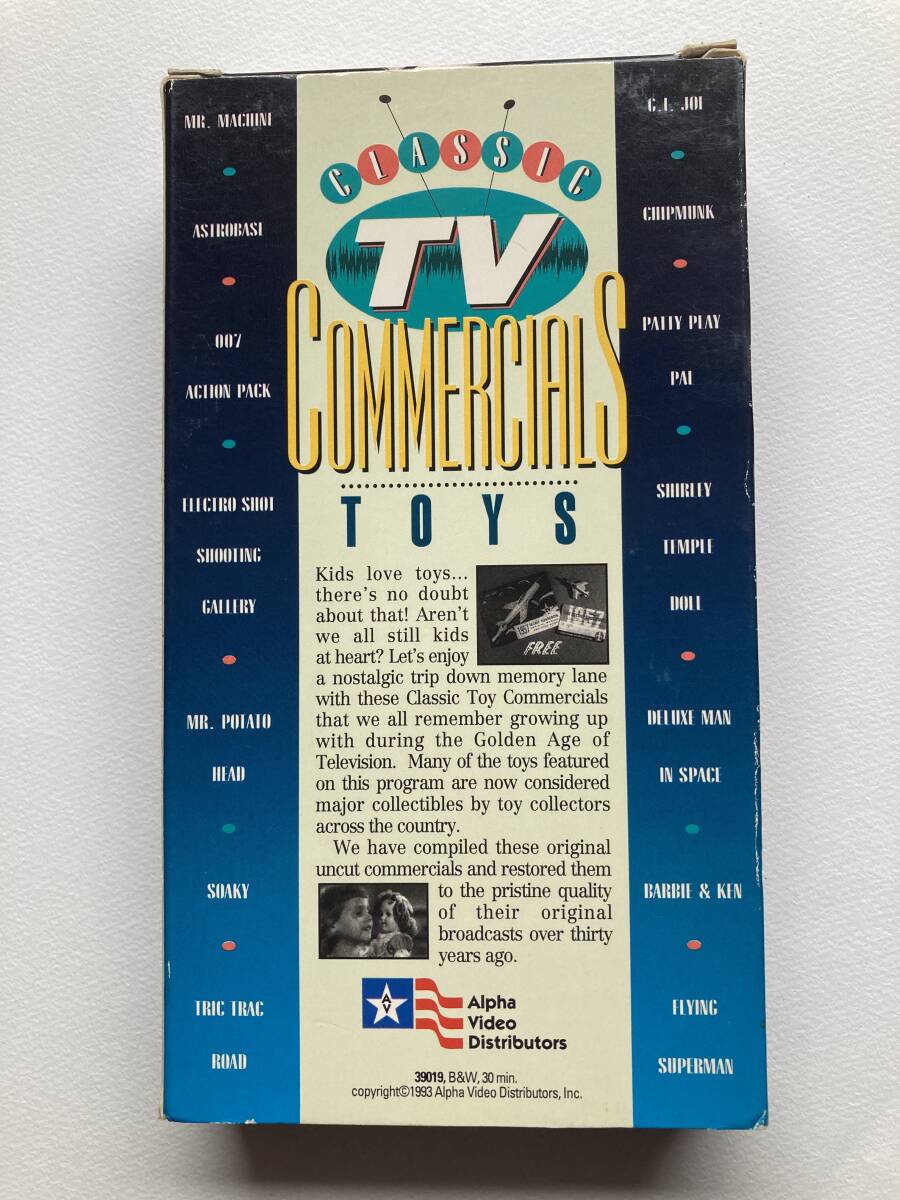 CLASSIC
TV
COMMERCIALS
TOYS
MR. MACHINE
ASTROBASE
007
ACTION PACK
ELECTRO SHOT
SHOOTING
GALLERY
MR. POTATO
HEAD
SOAKY
TRIC TRAC
ROAD
Kids love toys...
there's no doubt
about that! Aren't
we all still kids
at heart? Let's enjoy
a nostalgic trip down memory lane
with these Classic Toy Commercials
that we all remember growing up
with during the Golden Age of
Television. Many of the toys featured
on this program are now considered
major collectibles by toy collectors
across the country.
We have compiled these original
uncut commercials and restored them
to the pristine quality
of their original
broadcasts over thirty
years ago.
1957
FREE
AV
Alpha
Video
Distributors
39019, B&W, 30 min.
copyright©1993 Alpha Video Distributors, Inc.
G.I. JOE
CHIPMUNK
PATTY PLAY
PAL
SHIRLEY
TEMPLE
DOLL
DELUXE MAN
IN SPACE
BARBIE & KEN
FLYING
SUPERMAN